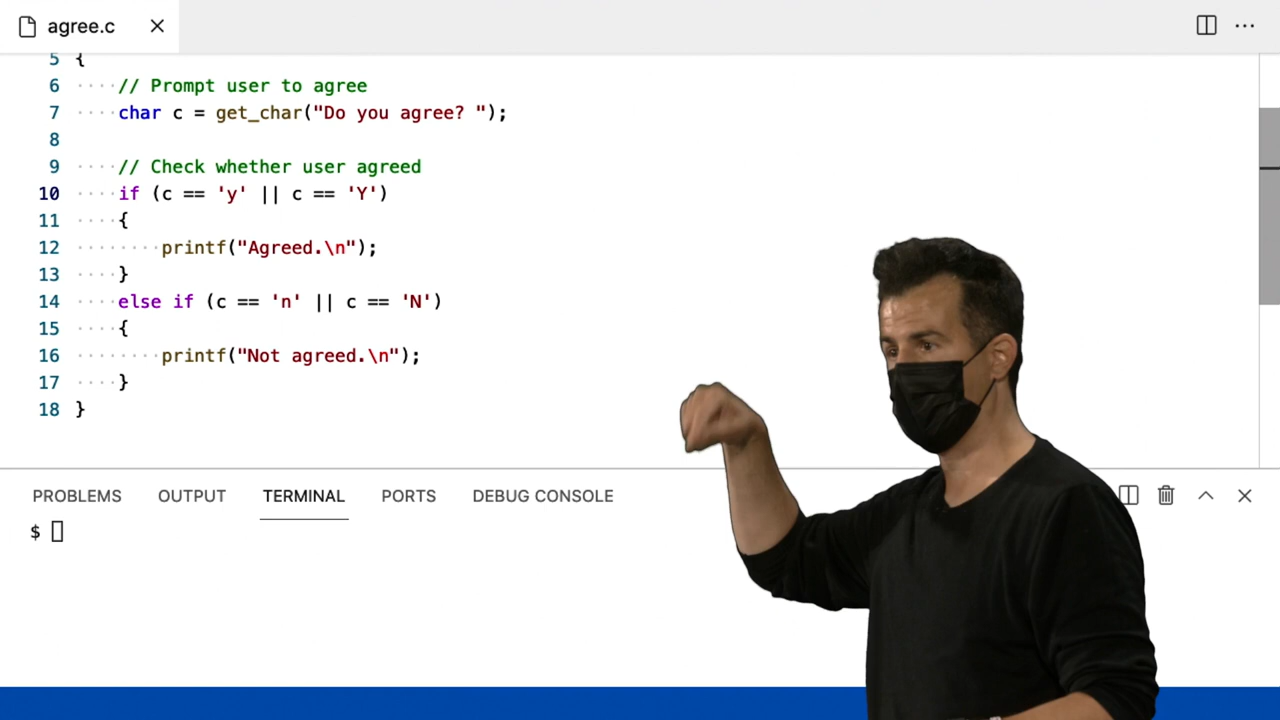 agree.c
5 {
6 ····// Prompt user to agree
7 ····char c = get_char("Do you agree? ");
8
9 ····// Check whether user agreed
10 ····if (c == 'y' || c == 'Y')
11 ····{
12 ········printf("Agreed.\n");
13 ····}
14 ····else if (c == 'n' || c == 'N')
15 ····{
16 ········printf("Not agreed.\n");
17 ····}
18 }
PROBLEMS OUTPUT TERMINAL PORTS DEBUG CONSOLE
$